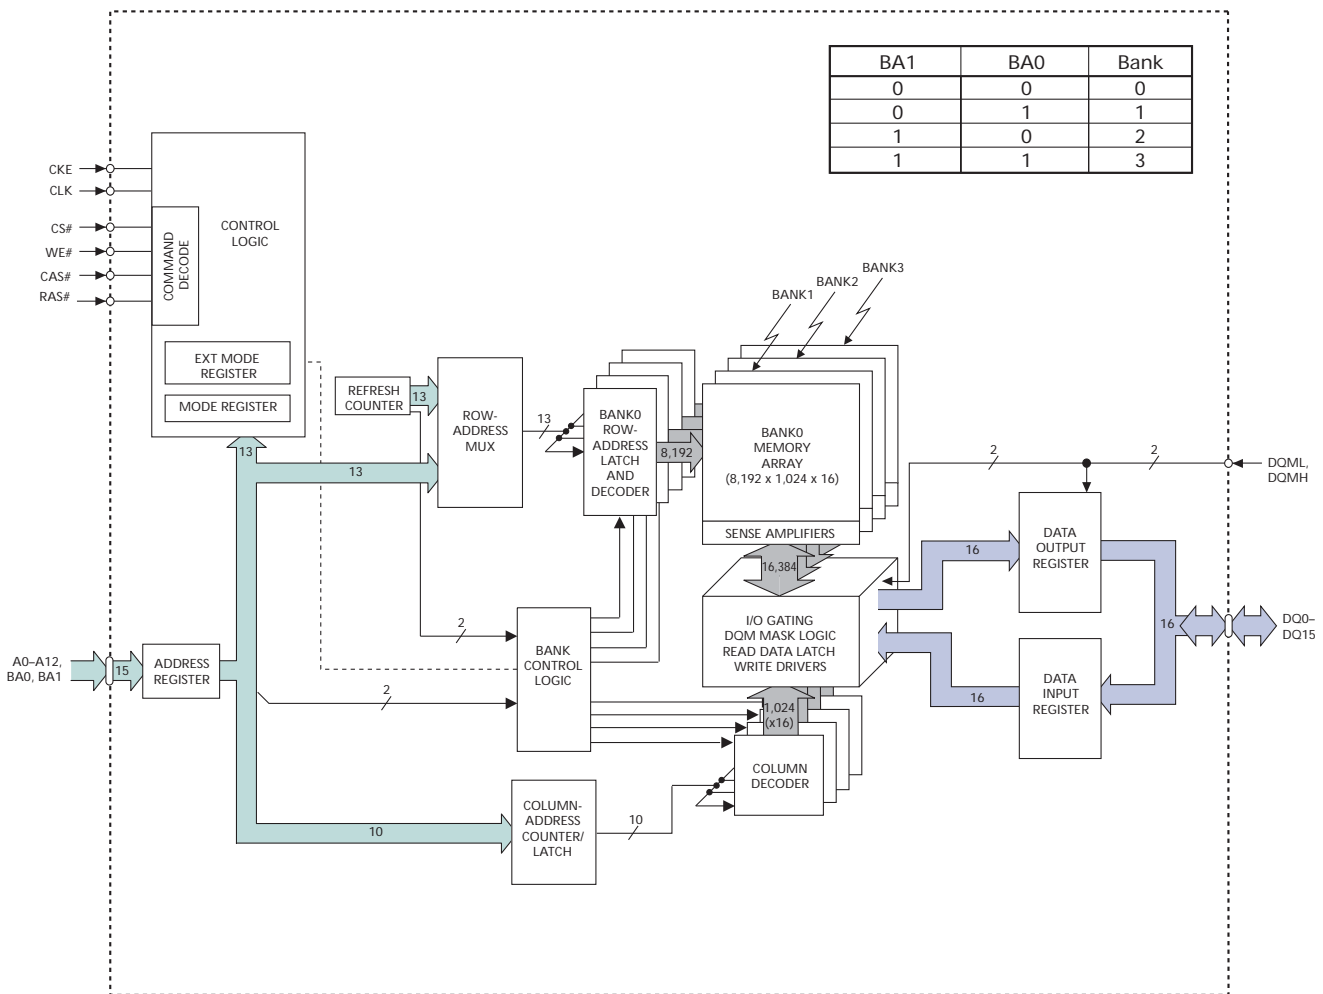 BA1 BA0 Bank
0 0 0
0 1 1
1 0 2
1 1 3
CKE
CLK
CS#
WE#
CAS#
RAS#
CONTROL
LOGIC
COMMAND
DECODE
EXT MODE
REGISTER
MODE REGISTER
BANK3
BANK2
BANK1
REFRESH
COUNTER
13
ROW-
ADDRESS
MUX
13
BANK0
ROW-
ADDRESS
LATCH
AND
DECODER
8,192
BANK0
MEMORY
ARRAY
(8,192 x 1,024 x 16)
SENSE AMPLIFIERS
13
13
2
2
DQML,
DQMH
DATA
OUTPUT
REGISTER
16
16,384
I/O GATING
DQM MASK LOGIC
READ DATA LATCH
WRITE DRIVERS
16
DQ0–
DQ15
2
BANK
CONTROL
LOGIC
A0–A12,
BA0, BA1
15
ADDRESS
REGISTER
2
16
DATA
INPUT
REGISTER
1,024
(x16)
COLUMN
DECODER
COLUMN-
ADDRESS
COUNTER/
LATCH
10
10